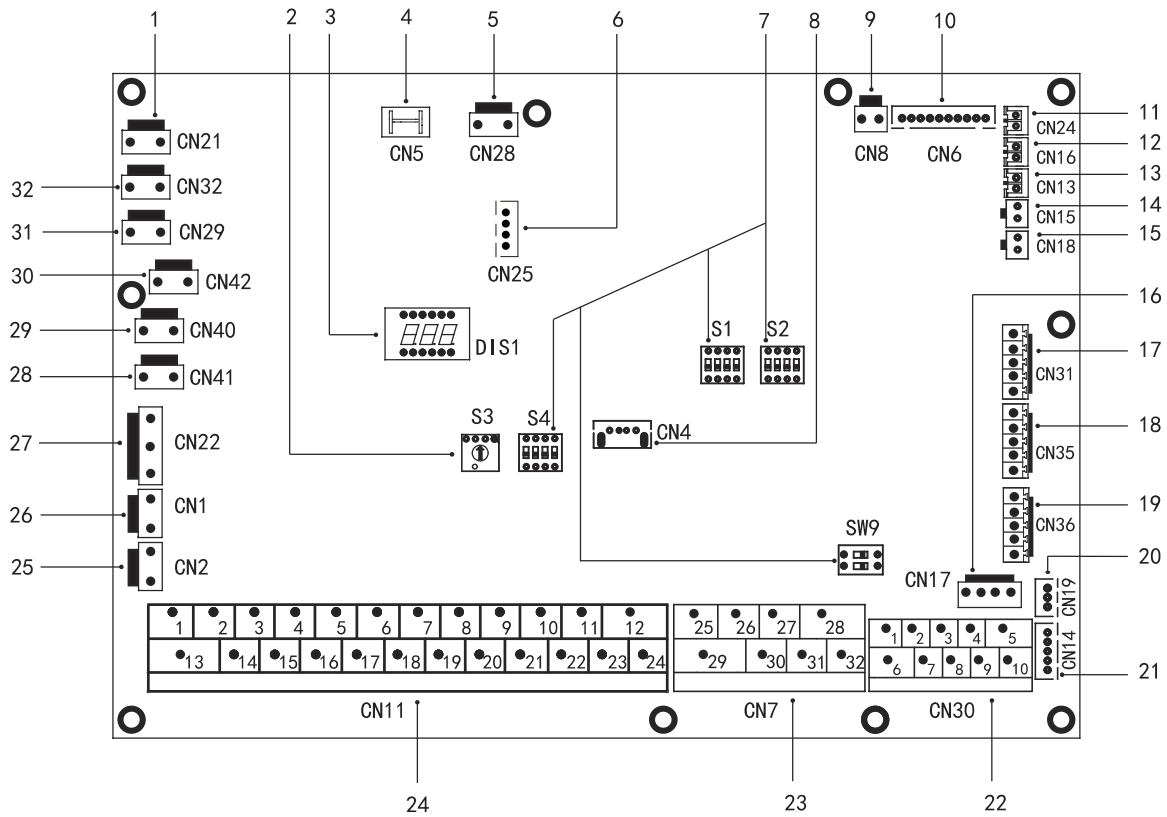 1 2 3 4 5 6 7 8 9 10
CN21
CN5
CN28
CN8
CN6
CN24
11
CN16
12
32
CN32
CN13
13
CN15
14
31
CN29
CN25
CN18
15
30
CN42
16
29
CN40
DIS1
S1
S2
CN31
17
28
CN41
27
CN22
S3
S4
CN4
CN35
18
26
CN1
CN36
19
25
CN2
SW9
CN17
CN19
20
1 2 3 4 5 6 7 8 9 10 11 12
25 26 27 28
1 2 3 4 5
13 14 15 16 17 18 19 20 21 22 23 24
29 30 31 32
6 7 8 9 10
CN14
21
CN11
CN7
CN30
24
23
22